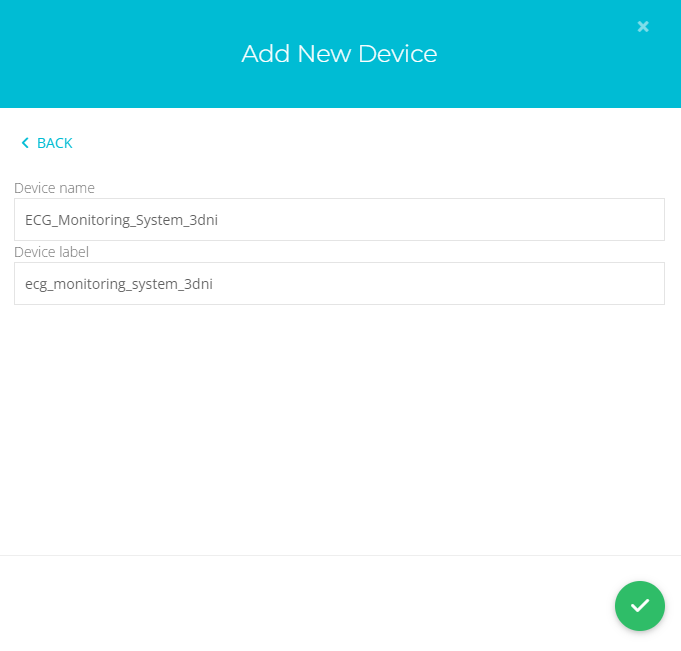 Add New Device
BACK
Device name
ECG_Monitoring_System_3dni
Device label
ecg_monitoring_system_3dni